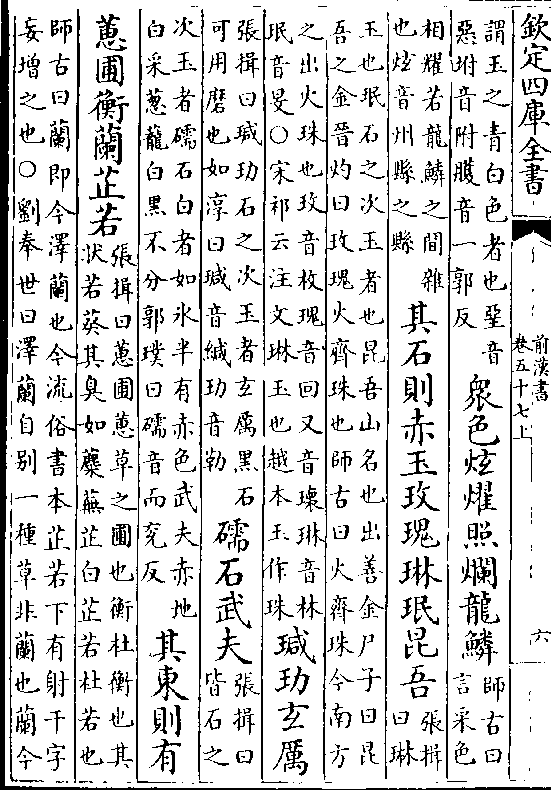 欽定四庫全書
前漢書
卷五十七上
六
謂玉之青白色者也堊音
惡坿音附雘音一郭反
眾色炫燿照爛龍鱗
師古曰
言采色
相耀若龍鱗之間雜
也炫音州縣之縣
其石則赤玉玫瑰琳珉昆吾
張揖
曰琳
玉也珉石之次玉者也昆吾山名也出善金尸子曰昆
吾之金晉灼曰玫瑰火齊珠也師古曰火齊珠今南方
之出火珠也玫音枚瑰音回又音瓌琳音林
珉音旻○宋祁云注文琳玉也越本玉作珠
瑊玏玄厲
張揖曰瑊玏石之次玉者玄厲黑石
可用磨也如淳曰瑊音緘玏音勒
礝石武夫
張揖曰
皆石之
次玉者礝石白者如氷半有赤色武夫赤地
白采葱蘢白黑不分郭璞曰礝音而兖反
其東則有
蕙圃衡蘭芷若
張揖曰蕙圃蕙草之圃也衡杜衡也其
狀若葵其臭如蘪蕪芷白芷若杜若也
師古曰蘭即今澤蘭也今流俗書本芷若下有射干字
妄增之也○劉奉世曰澤蘭自别一種草非蘭也蘭今